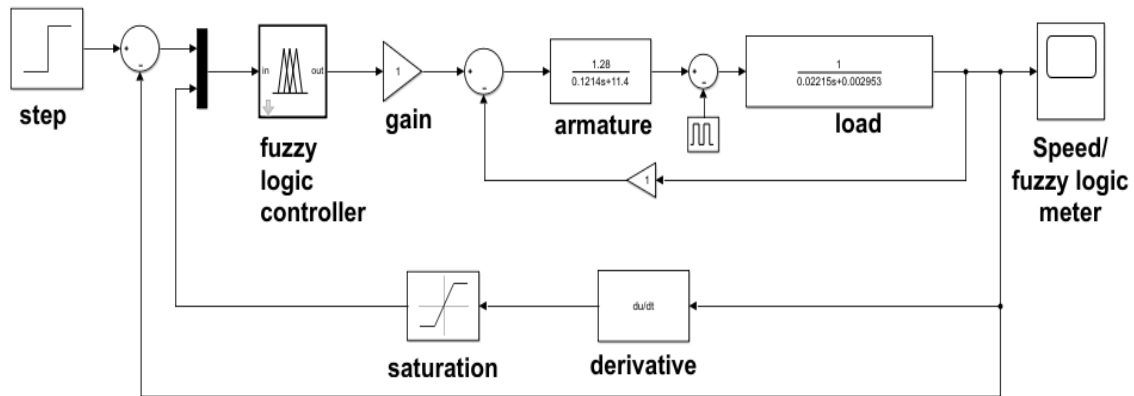 step
+
-
in
out
fuzzy
logic
controller
1
gain
-
1.28
0.1214s+11.4
armature
+
-
1
0.02215s+0.002953
load
Speed/
fuzzy logic
meter
1
saturation
du/dt
derivative